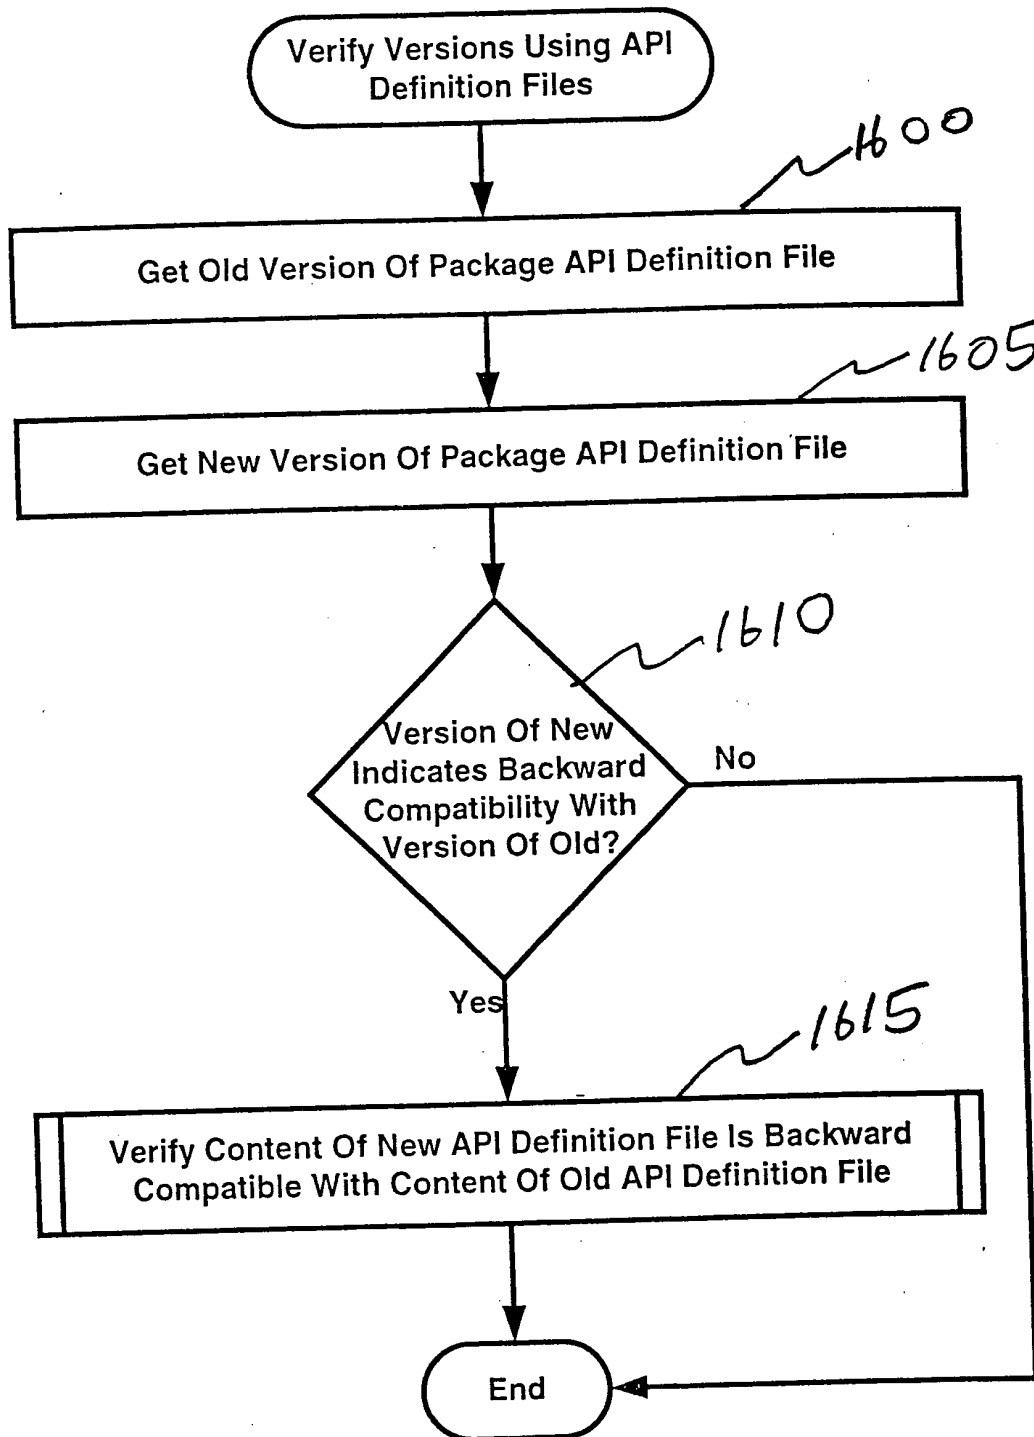 Verify Versions Using API
Definition Files
1600
Get Old Version Of Package API Definition File
1605
Get New Version Of Package API Definition File
1610
Version Of New
Indicates Backward
Compatibility With
Version Of Old?
No
Yes
1615
Verify Content Of New API Definition File Is Backward
Compatible With Content Of Old API Definition File
End